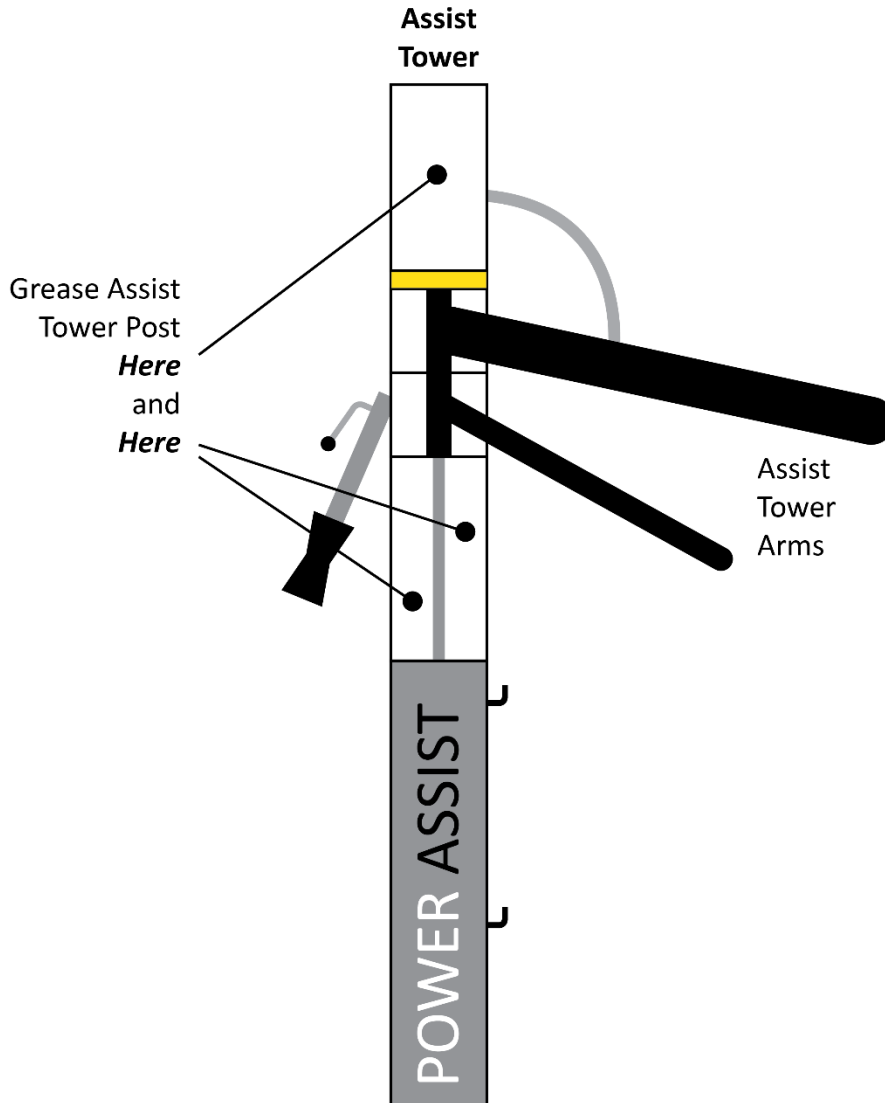 Assist
Tower
Grease Assist
Tower Post
Here
and
Here
Assist
Tower
Arms
POWER ASSIST